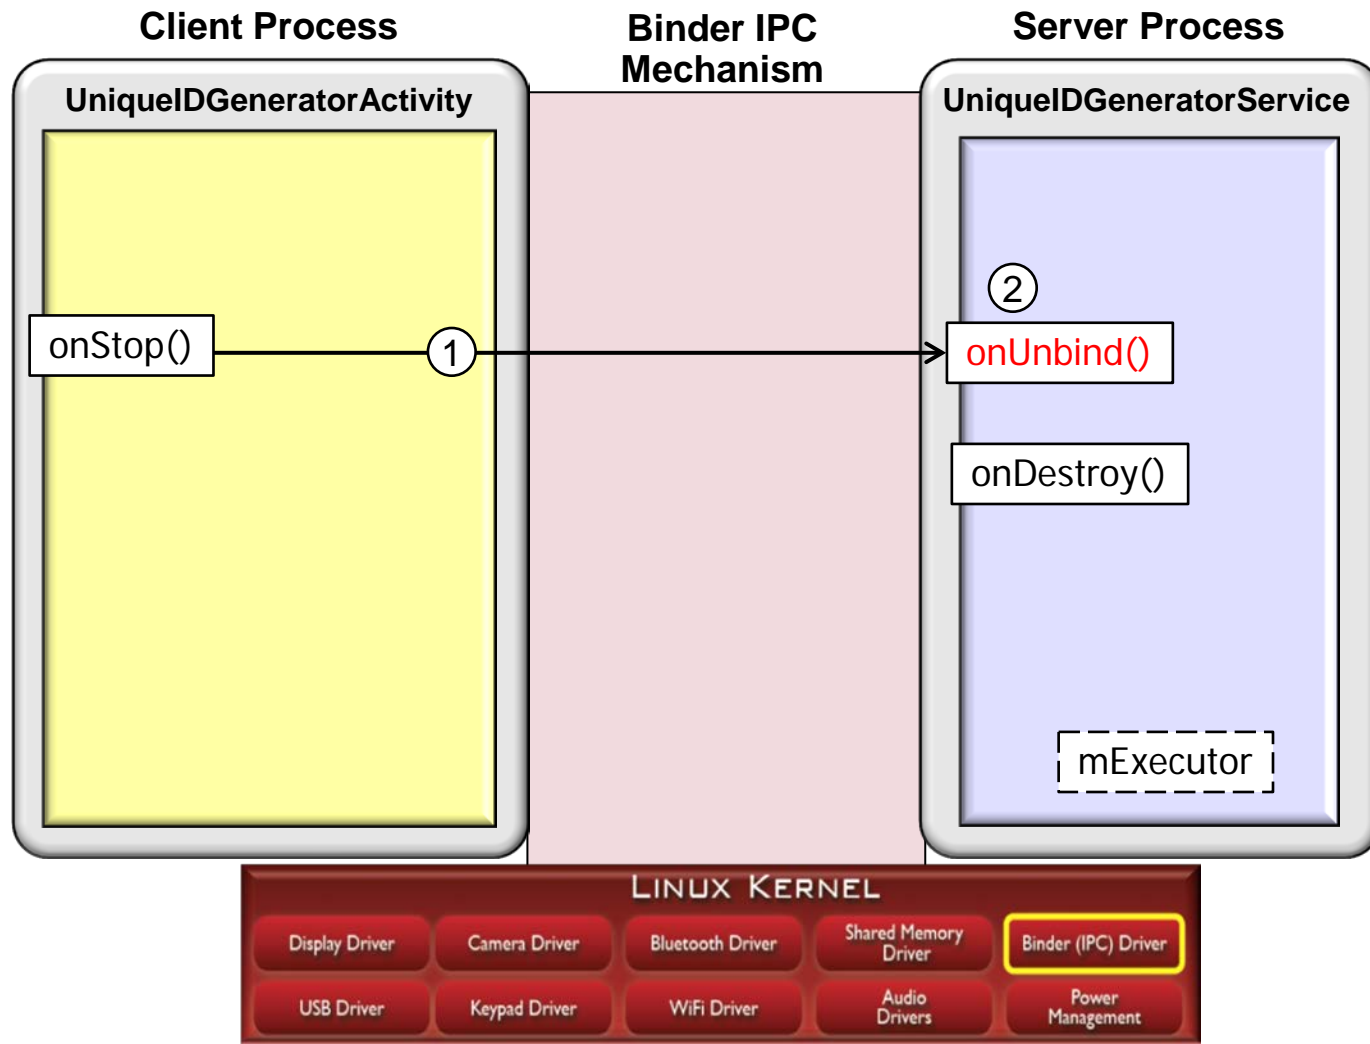 Client Process
Binder IPC
Mechanism
Server Process
UniqueIDGeneratorActivity
UniqueIDGeneratorService
2
onStop()
1
onUnbind()
onDestroy()
mExecutor
LINUX KERNEL
Display Driver
Camera Driver
Bluetooth Driver
Shared Memory
Driver
Binder (IPC) Driver
USB Driver
Keypad Driver
WiFi Driver
Audio
Drivers
Power
Management